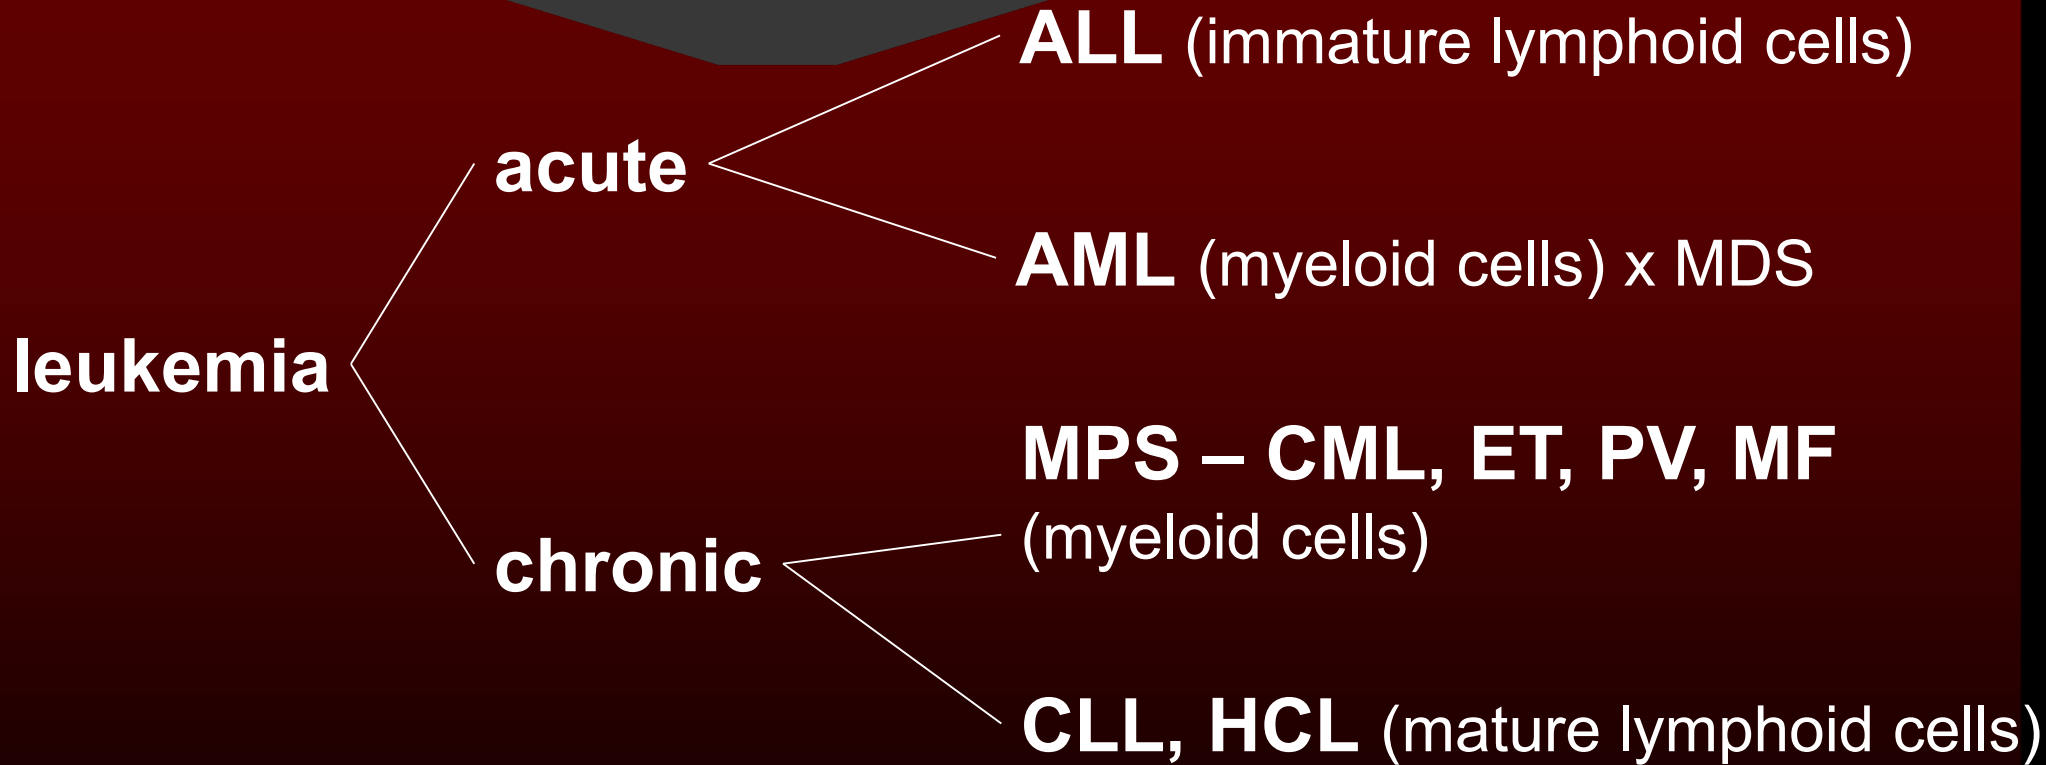 ALL (immature lymphoid cells)
acute
AML (myeloid cells) x MDS
leukemia
MPS – CML, ET, PV, MF
(myeloid cells)
chronic
CLL, HCL (mature lymphoid cells)